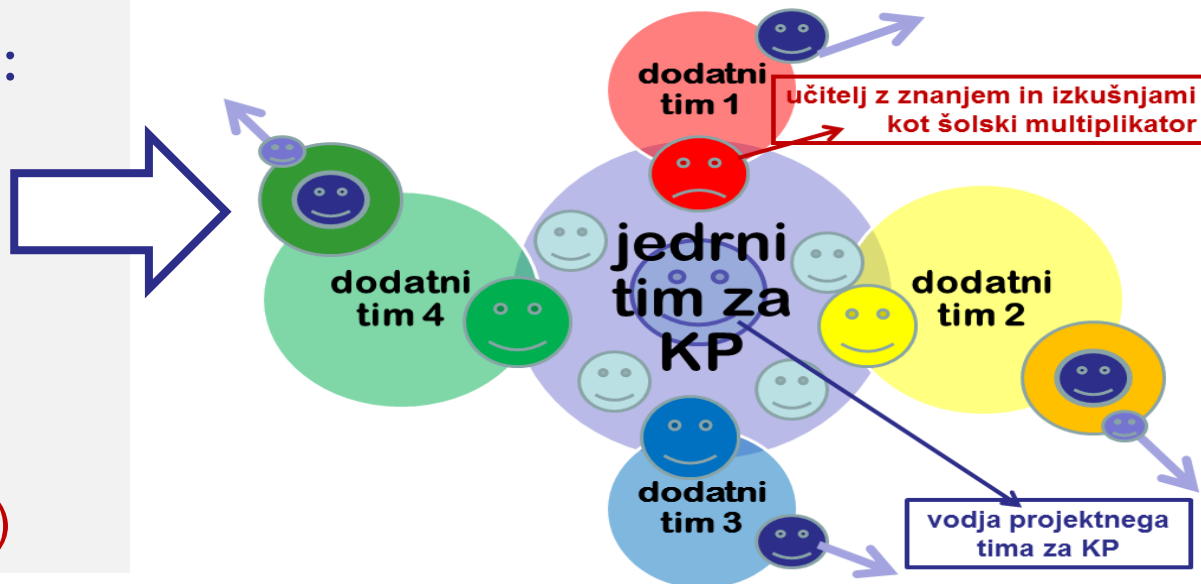 :
dodatni
tim 1
učitelj z znanjem in izkušnjami
kot šolski multiplikator
jedrni
tim za
KP
dodatni
tim 4
dodatni
tim 2
dodatni
tim 3
vodja projektnega
tima za KP
)